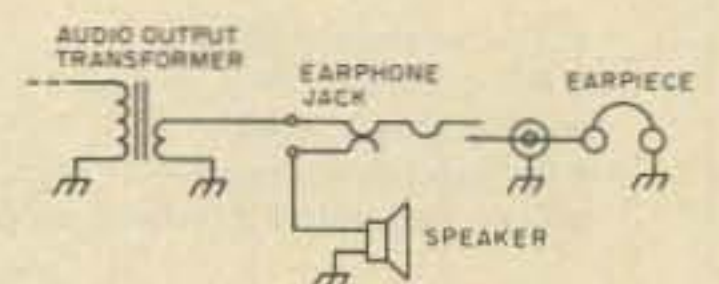 AUDIO OUTPUT
TRANSFORMER
EARPHONE
JACK
EARPIECE
SPEAKER